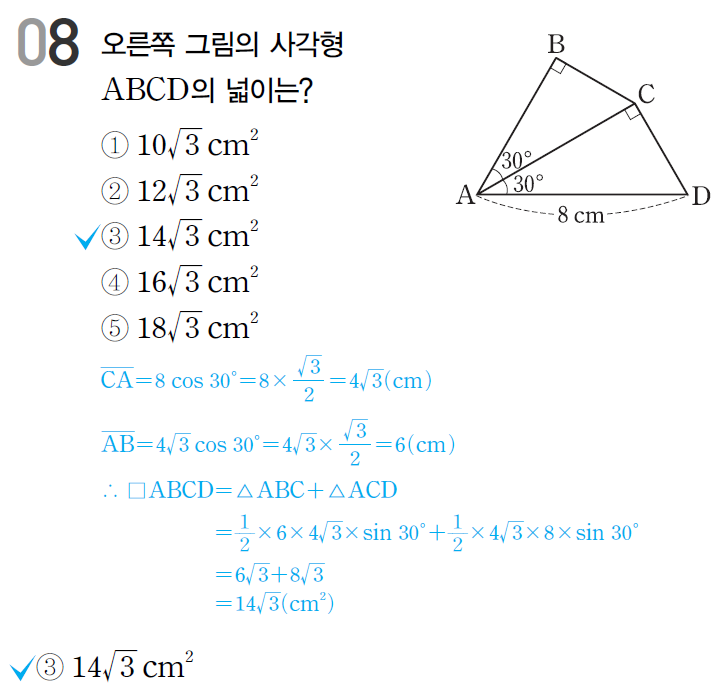 08 오른쪽 그림의 사각형
ABCD의 넓이는?
① 10√3 cm²
② 12√3 cm²
✓③ 14√3 cm²
④ 16√3 cm²
⑤ 18√3 cm²
B
C
30°
30°
A
D
8 cm
C̅A̅=8 cos 30°=8×√3/2=4√3(cm)
A̅B̅=4√3 cos 30°=4√3×√3/2=6(cm)
∴ □ABCD=△ABC+△ACD
=1/2×6×4√3×sin 30°+1/2×4√3×8×sin 30°
=6√3+8√3
=14√3(cm²)
✓③ 14√3 cm²